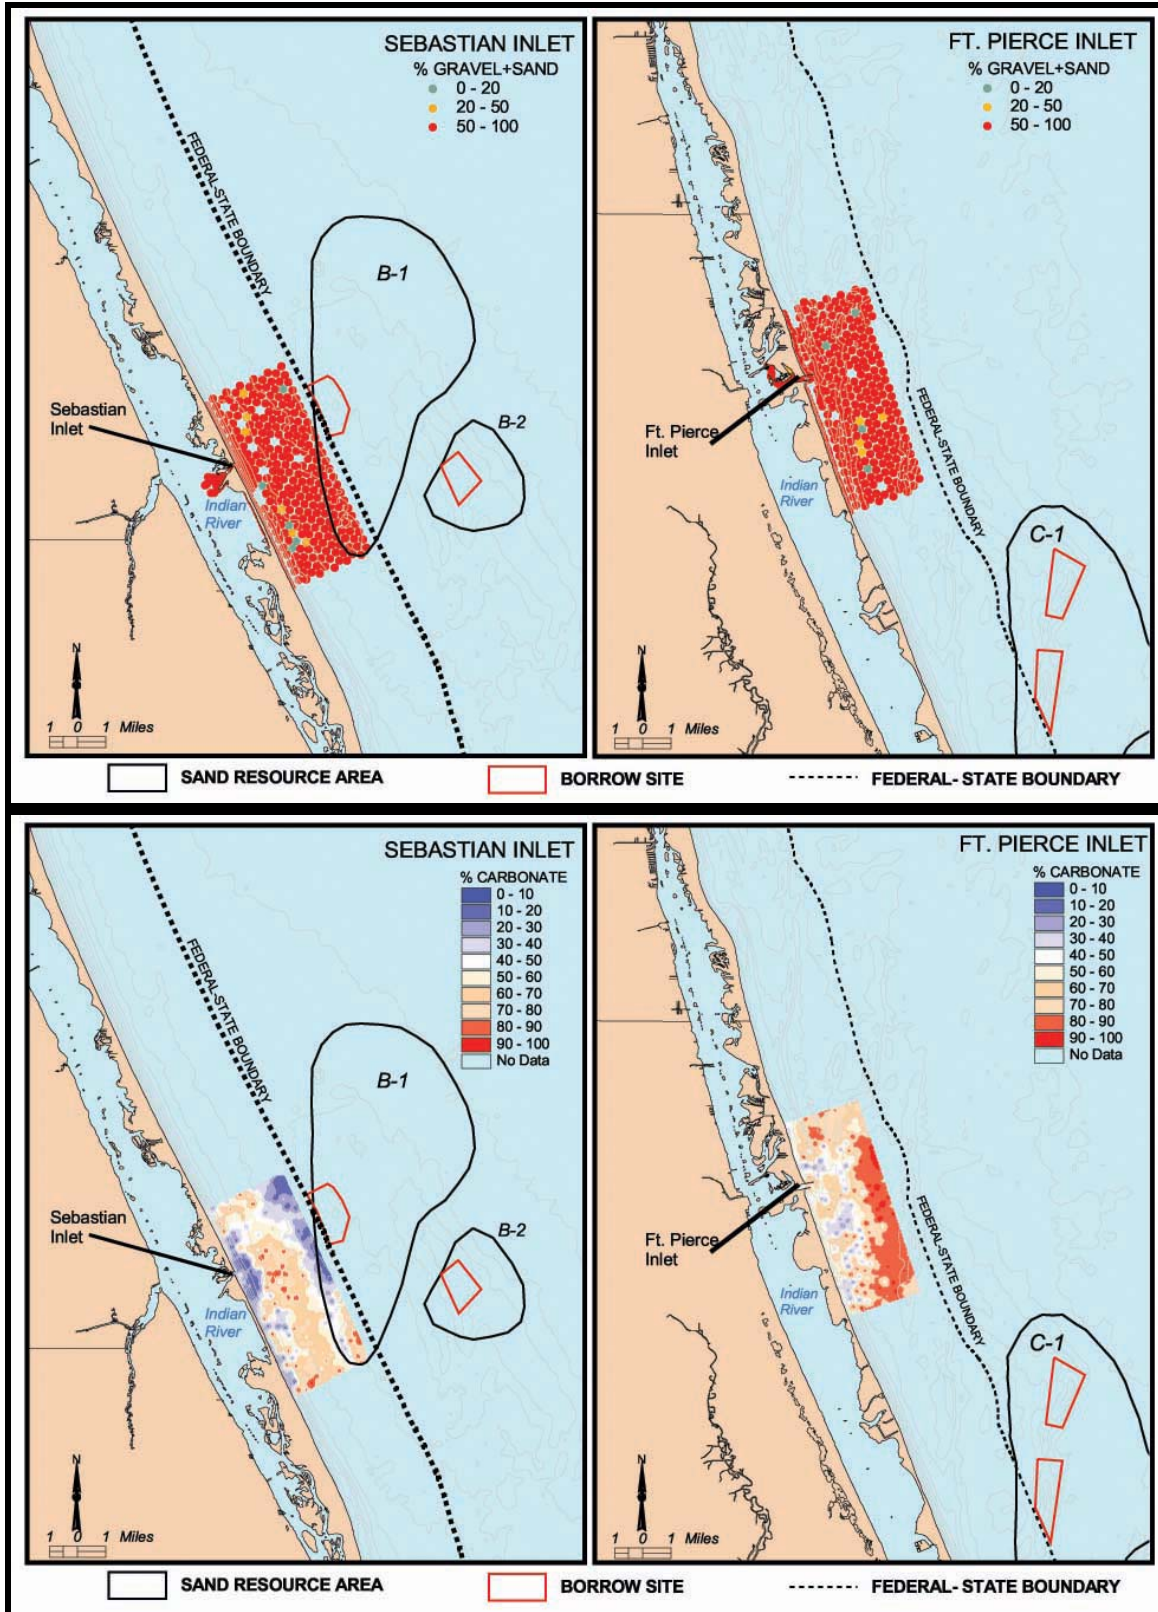 SEBASTIAN INLET
% GRAVEL+SAND
0 - 20
20 - 50
50 - 100
FEDERAL-STATE BOUNDARY
B-1
B-2
Sebastian
Inlet
Indian
River
N
1 0 1 Miles
FT. PIERCE INLET
% GRAVEL+SAND
0 - 20
20 - 50
50 - 100
Ft. Pierce
Inlet
Indian
River
FEDERAL-STATE BOUNDARY
C-1
N
1 0 1 Miles
SAND RESOURCE AREA
BORROW SITE
FEDERAL- STATE BOUNDARY
SEBASTIAN INLET
% CARBONATE
0 - 10
10 - 20
20 - 30
30 - 40
40 - 50
50 - 60
60 - 70
70 - 80
80 - 90
90 - 100
No Data
FEDERAL-STATE BOUNDARY
B-1
B-2
Sebastian
Inlet
Indian
River
N
1 0 1 Miles
FT. PIERCE INLET
% CARBONATE
0 - 10
10 - 20
20 - 30
30 - 40
40 - 50
50 - 60
60 - 70
70 - 80
80 - 90
90 - 100
No Data
Ft. Pierce
Inlet
Indian
River
FEDERAL-STATE BOUNDARY
C-1
N
1 0 1 Miles
SAND RESOURCE AREA
BORROW SITE
FEDERAL- STATE BOUNDARY